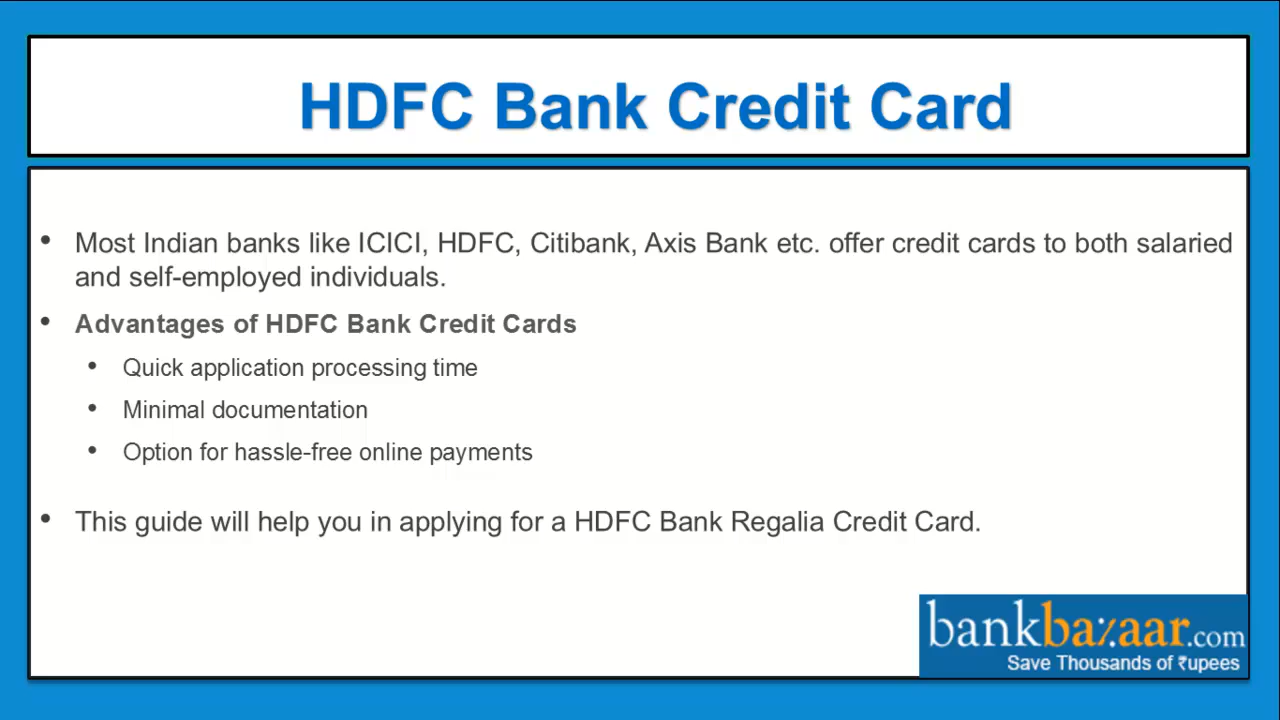 HDFC Bank Credit Card
• Most Indian banks like ICICI, HDFC, Citibank, Axis Bank etc. offer credit cards to both salaried
and self-employed individuals.
• Advantages of HDFC Bank Credit Cards
• Quick application processing time
• Minimal documentation
• Option for hassle-free online payments
• This guide will help you in applying for a HDFC Bank Regalia Credit Card.
bankbazaar.com
Save Thousands of ₹upees